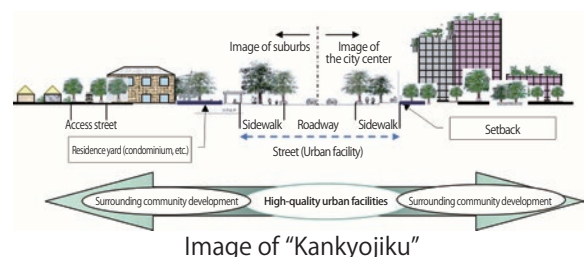 Image of suburbs
Image of
the city center
Access street
Sidewalk
Roadway
Sidewalk
Setback
Residence yard (condominium, etc.)
Street (Urban facility)
Surrounding community development
High-quality urban facilities
Surrounding community development
Image of “Kankyojiku”